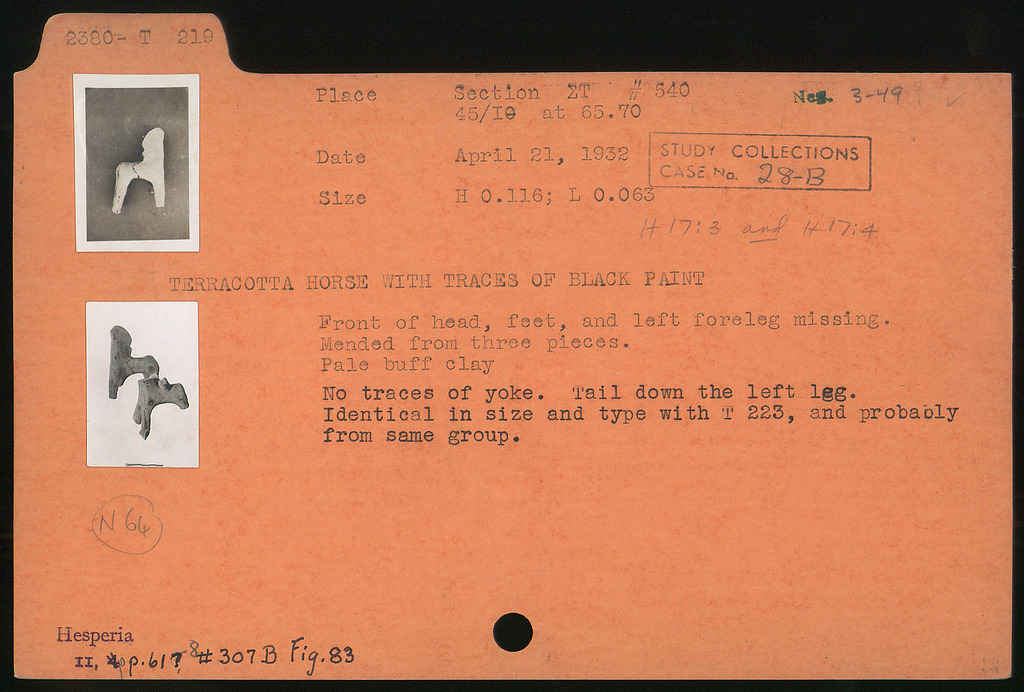 2380- T 219
Place Section ΣΤ # 540
45/ΙΘ at 65.70
Neg. 3-49
Date April 21, 1932
STUDY COLLECTIONS
CASE No. 28-B
Size H 0.116; L 0.063
H 17:3 and H 17:4
TERRACOTTA HORSE WITH TRACES OF BLACK PAINT
Front of head, feet, and left foreleg missing.
Mended from three pieces.
Pale buff clay
No traces of yoke. Tail down the left leg.
Identical in size and type with T 223, and probably
from same group.
N 64
Hesperia
II, p. 617 8 # 307 B Fig. 83